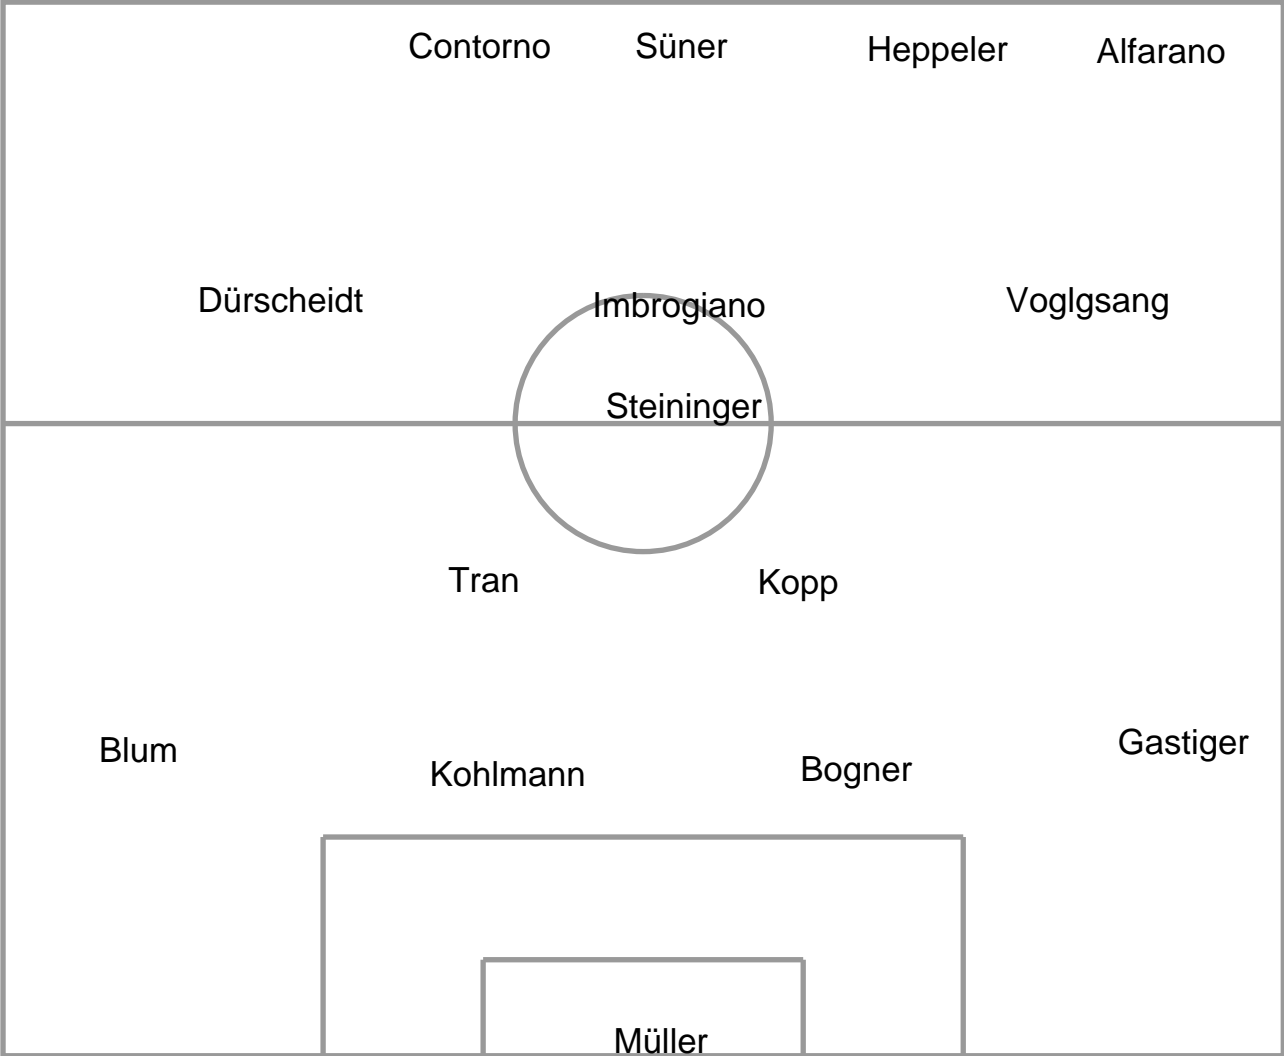 Contorno Süner Heppeler Alfarano
Dürscheidt Imbrogiano Voglgsang
Steininger
Tran Kopp
Blum Kohlmann Bogner Gastiger
Müller